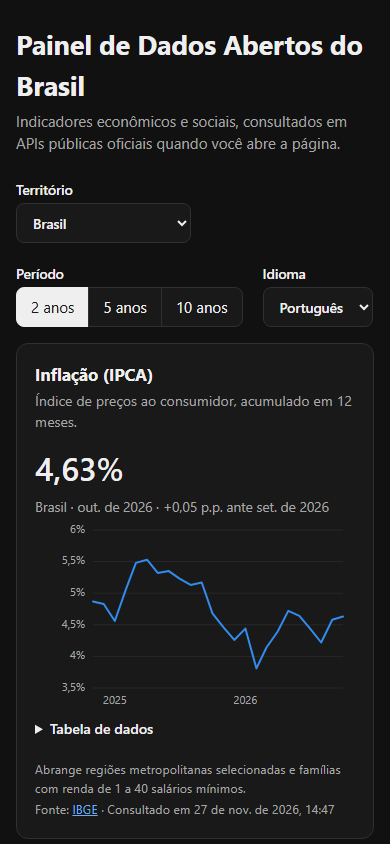 Painel de Dados Abertos do
Brasil
Indicadores econômicos e sociais, consultados em
APIs públicas oficiais quando você abre a página.
Território
Brasil
Período
Idioma
2 anos
5 anos
10 anos
Português
Inflação (IPCA)
Índice de preços ao consumidor, acumulado em 12
meses.
4,63%
Brasil · out. de 2026 · +0,05 p.p. ante set. de 2026
6%
5,5%
5%
4,5%
4%
3,5%
2025
2026
Tabela de dados
Abrange regiões metropolitanas selecionadas e famílias
com renda de 1 a 40 salários mínimos.
Fonte: IBGE · Consultado em 27 de nov. de 2026, 14:47